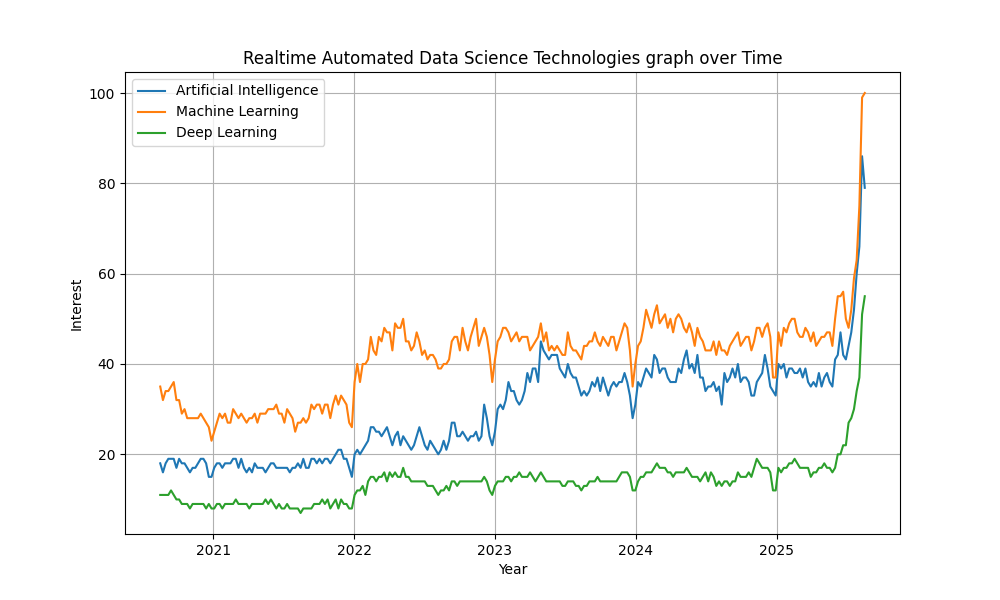 Realtime Automated Data Science Technologies graph over Time
Artificial Intelligence
Machine Learning
Deep Learning
100
80
60
40
20
Interest
2021 2022 2023 2024 2025
Year